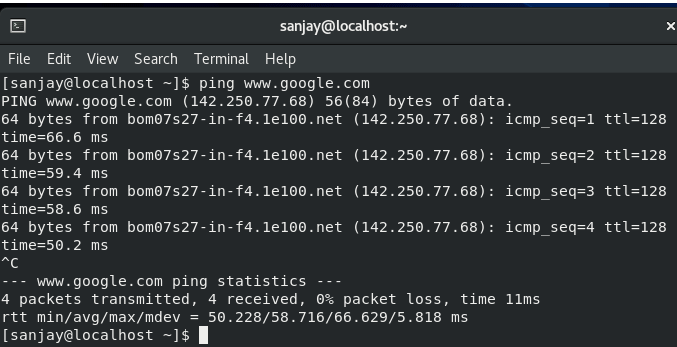 sanjay@localhost:~
File Edit View Search Terminal Help
[sanjay@localhost ~]$ ping www.google.com
PING www.google.com (142.250.77.68) 56(84) bytes of data.
64 bytes from bom07s27-in-f4.1e100.net (142.250.77.68): icmp_seq=1 ttl=128
time=66.6 ms
64 bytes from bom07s27-in-f4.1e100.net (142.250.77.68): icmp_seq=2 ttl=128
time=59.4 ms
64 bytes from bom07s27-in-f4.1e100.net (142.250.77.68): icmp_seq=3 ttl=128
time=58.6 ms
64 bytes from bom07s27-in-f4.1e100.net (142.250.77.68): icmp_seq=4 ttl=128
time=50.2 ms
^C
--- www.google.com ping statistics ---
4 packets transmitted, 4 received, 0% packet loss, time 11ms
rtt min/avg/max/mdev = 50.228/58.716/66.629/5.818 ms
[sanjay@localhost ~]$